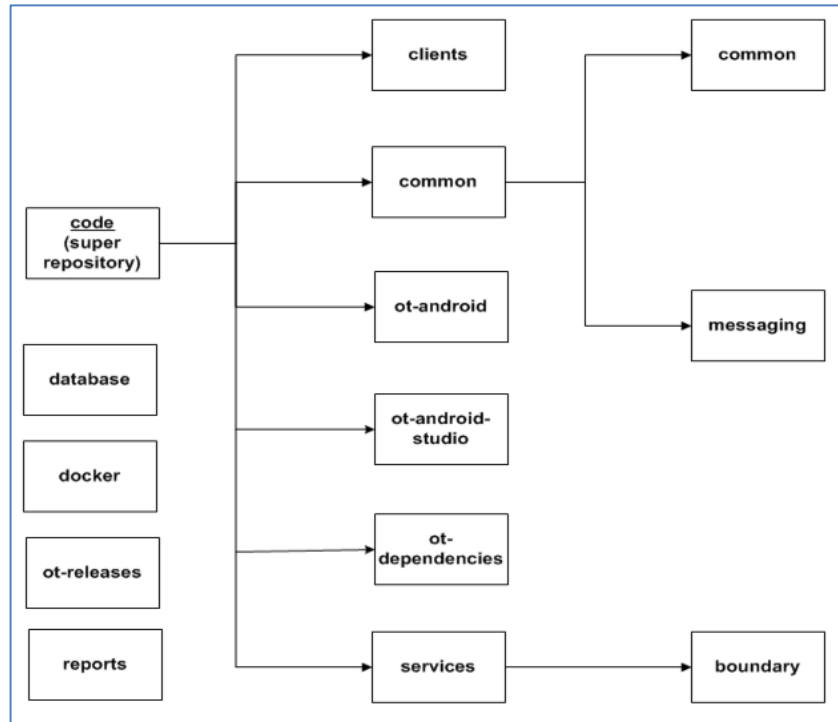 clients
common
common
code
(super
repository)
ot-android
messaging
database
ot-android-
studio
docker
ot-
dependencies
ot-releases
reports
services
boundary